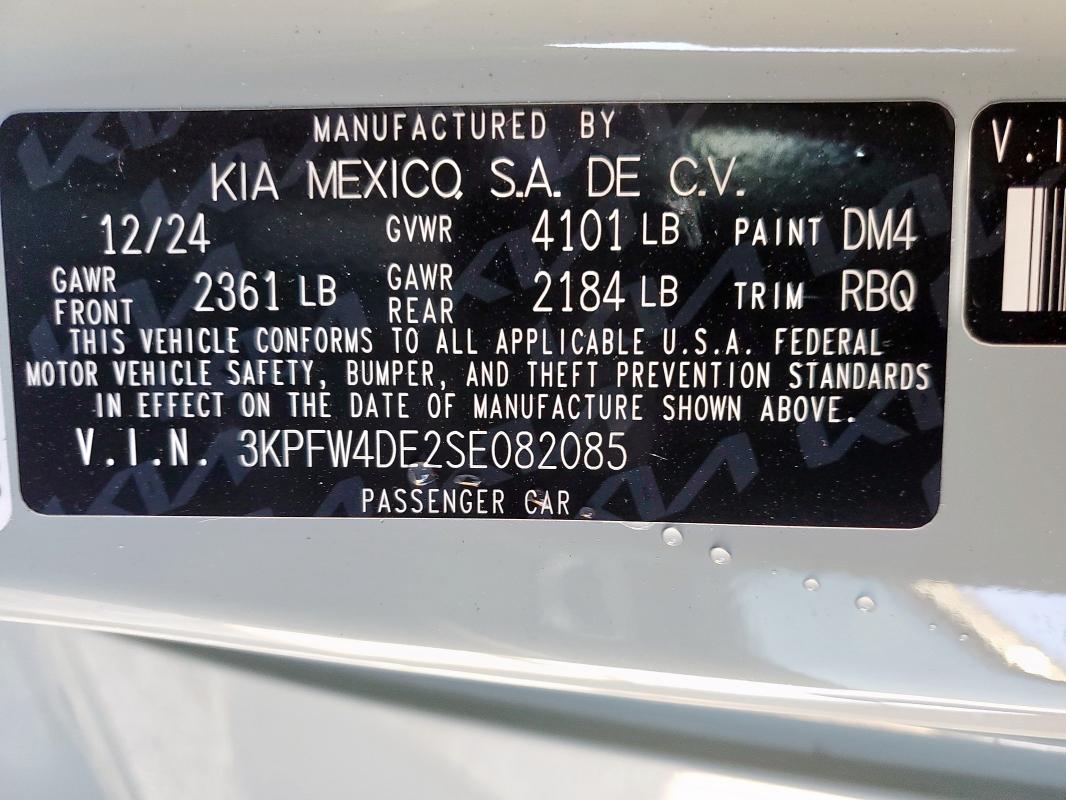 MANUFACTURED BY
KIA MEXICO, S.A. DE C.V.
12/24 GVWR 4101 LB PAINT DM4
GAWR FRONT 2361 LB GAWR REAR 2184 LB TRIM RBQ
THIS VEHICLE CONFORMS TO ALL APPLICABLE U.S.A. FEDERAL
MOTOR VEHICLE SAFETY, BUMPER, AND THEFT PREVENTION STANDARDS
IN EFFECT ON THE DATE OF MANUFACTURE SHOWN ABOVE.
V.I.N. 3KPFW4DE2SE082085
PASSENGER CAR
V.I